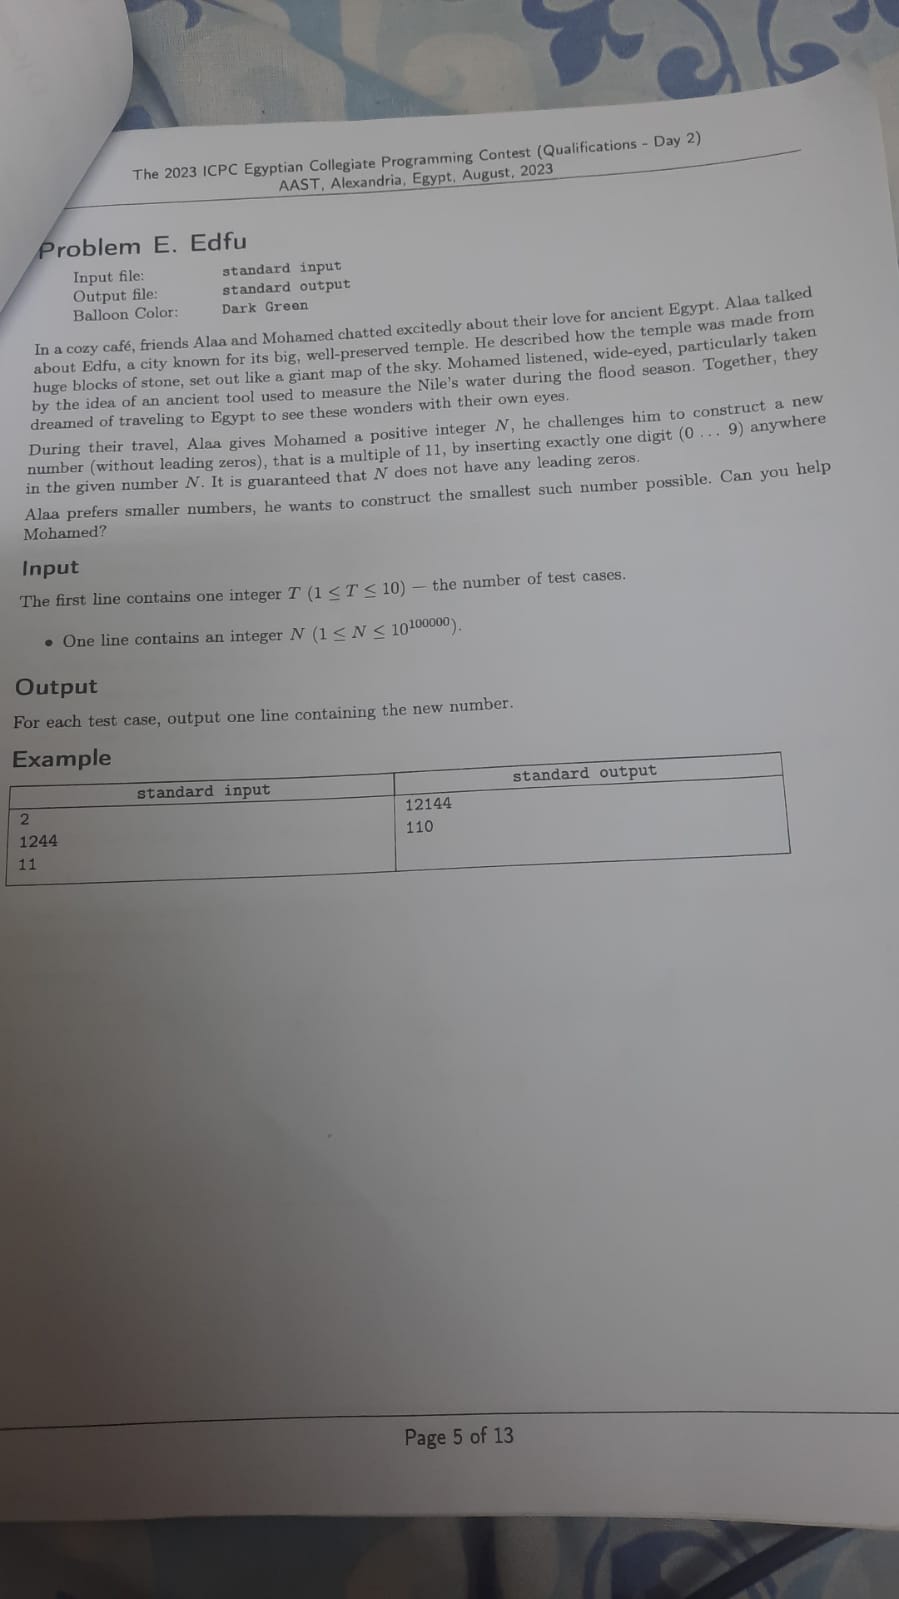 The 2023 ICPC Egyptian Collegiate Programming Contest (Qualifications - Day 2)
AAST, Alexandria, Egypt, August, 2023
Problem E. Edfu
Input file: standard input
Output file: standard output
Balloon Color: Dark Green
In a cozy café, friends Alaa and Mohamed chatted excitedly about their love for ancient Egypt. Alaa talked
about Edfu, a city known for its big, well-preserved temple. He described how the temple was made from
huge blocks of stone, set out like a giant map of the sky. Mohamed listened, wide-eyed, particularly taken
by the idea of an ancient tool used to measure the Nile's water during the flood season. Together, they
dreamed of traveling to Egypt to see these wonders with their own eyes.
During their travel, Alaa gives Mohamed a positive integer N, he challenges him to construct a new
number (without leading zeros), that is a multiple of 11, by inserting exactly one digit (0 ... 9) anywhere
in the given number N. It is guaranteed that N does not have any leading zeros.
Alaa prefers smaller numbers, he wants to construct the smallest such number possible. Can you help
Mohamed?
Input
The first line contains one integer T (1 ≤ T ≤ 10) — the number of test cases.
• One line contains an integer N (1 ≤ N ≤ 10^100000).
Output
For each test case, output one line containing the new number.
Example
standard input standard output
2
1244
11
12144
110
Page 5 of 13